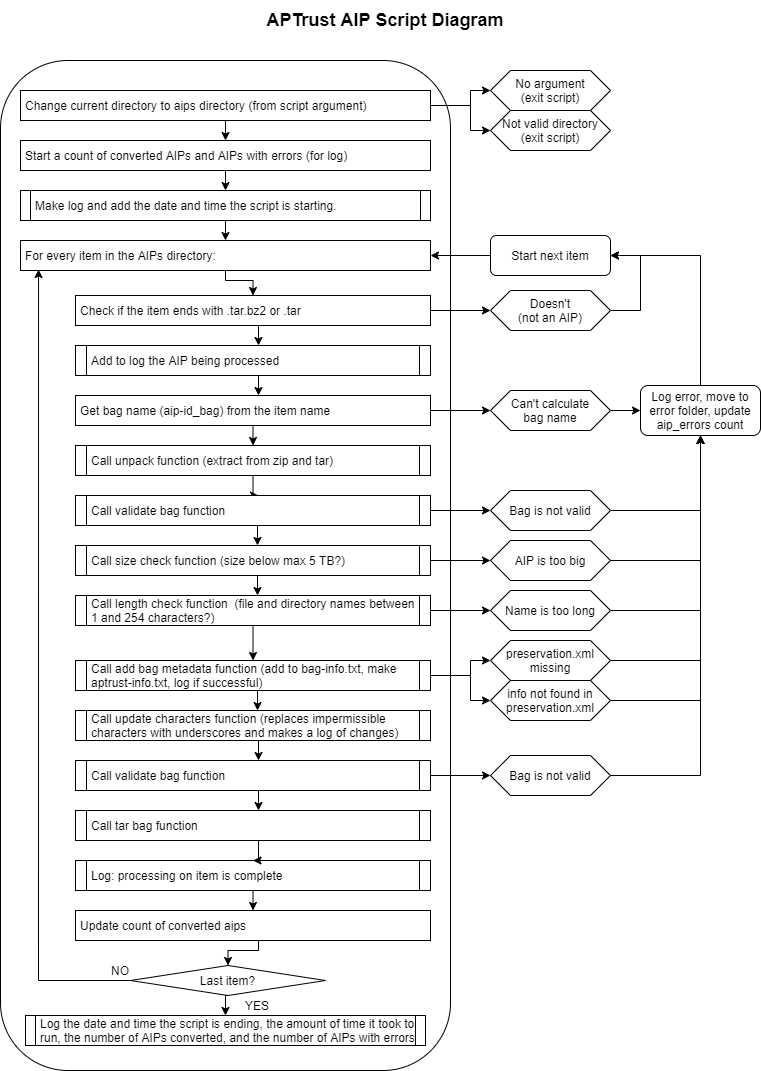 APTrust AIP Script Diagram
Change current directory to aips directory (from script argument)
No argument
(exit script)
Not valid directory
(exit script)
Start a count of converted AIPs and AIPs with errors (for log)
Make log and add the date and time the script is starting.
For every item in the AIPs directory:
Start next item
Check if the item ends with .tar.bz2 or .tar
Doesn't
(not an AIP)
Add to log the AIP being processed
Get bag name (aip-id_bag) from the item name
Can't calculate
bag name
Log error, move to
error folder, update
aip_errors count
Call unpack function (extract from zip and tar)
Call validate bag function
Bag is not valid
Call size check function (size below max 5 TB?)
AIP is too big
Call length check function  (file and directory names between
1 and 254 characters?)
Name is too long
Call add bag metadata function (add to bag-info.txt, make
aptrust-info.txt, log if successful)
preservation.xml
missing
info not found in
preservation.xml
Call update characters function (replaces impermissible
characters with underscores and makes a log of changes)
Call validate bag function
Bag is not valid
Call tar bag function
Log: processing on item is complete
Update count of converted aips
NO
Last item?
YES
Log the date and time the script is ending, the amount of time it took to
run, the number of AIPs converted, and the number of AIPs with errors